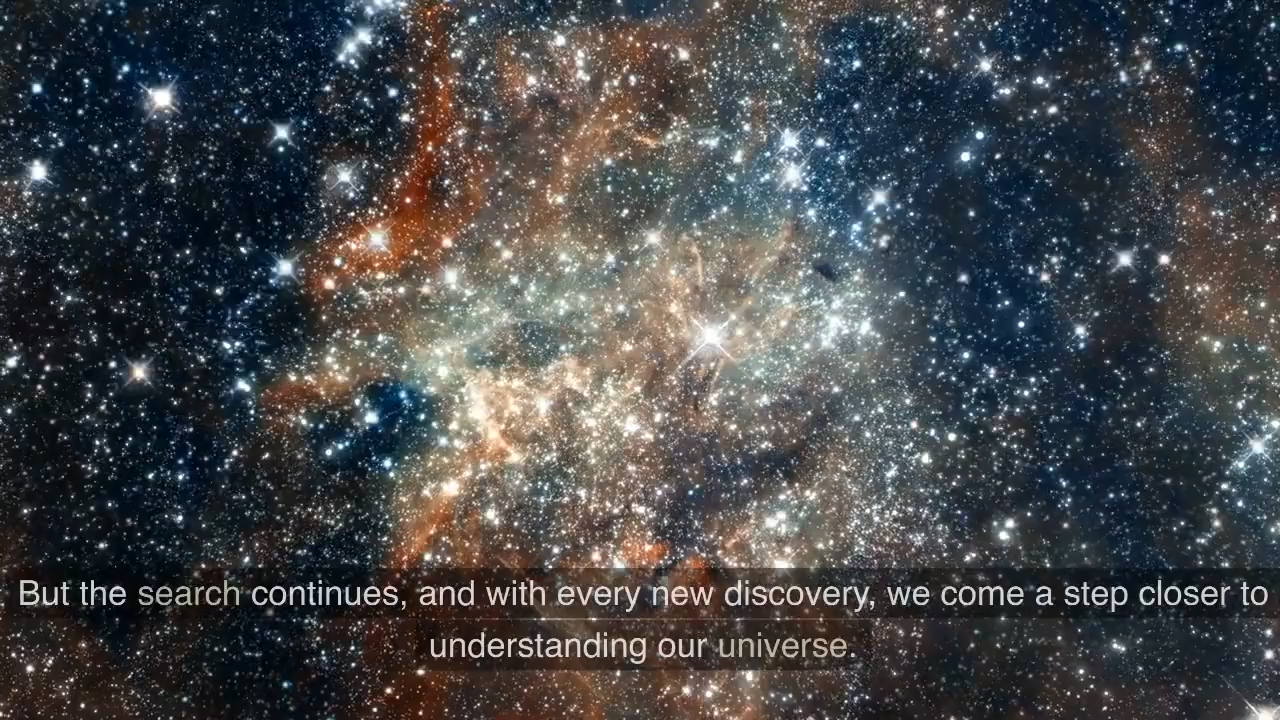 But the search continues, and with every new discovery, we come a step closer to
understanding our universe.